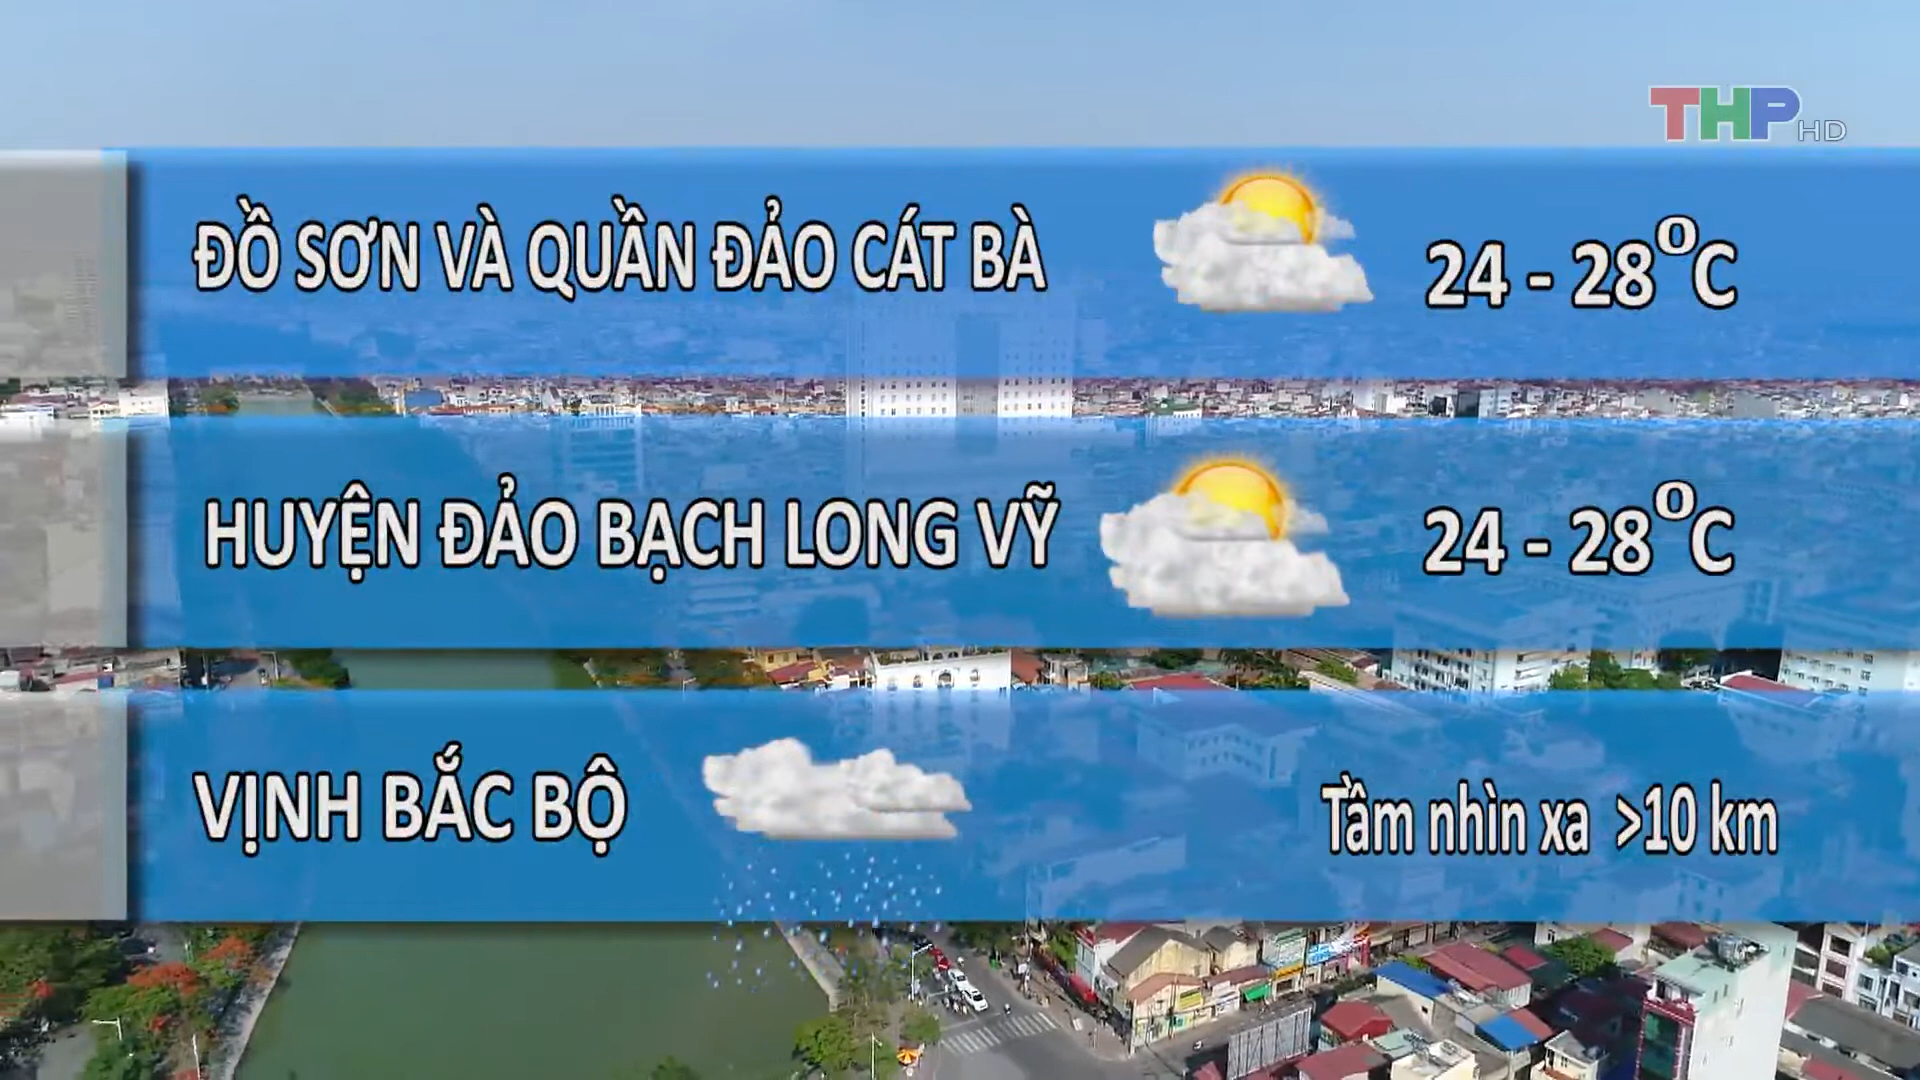 THP HD
ĐỒ SƠN VÀ QUẦN ĐẢO CÁT BÀ 24 - 28°C
HUYỆN ĐẢO BẠCH LONG VỸ 24 - 28°C
VỊNH BẮC BỘ Tầm nhìn xa >10 km